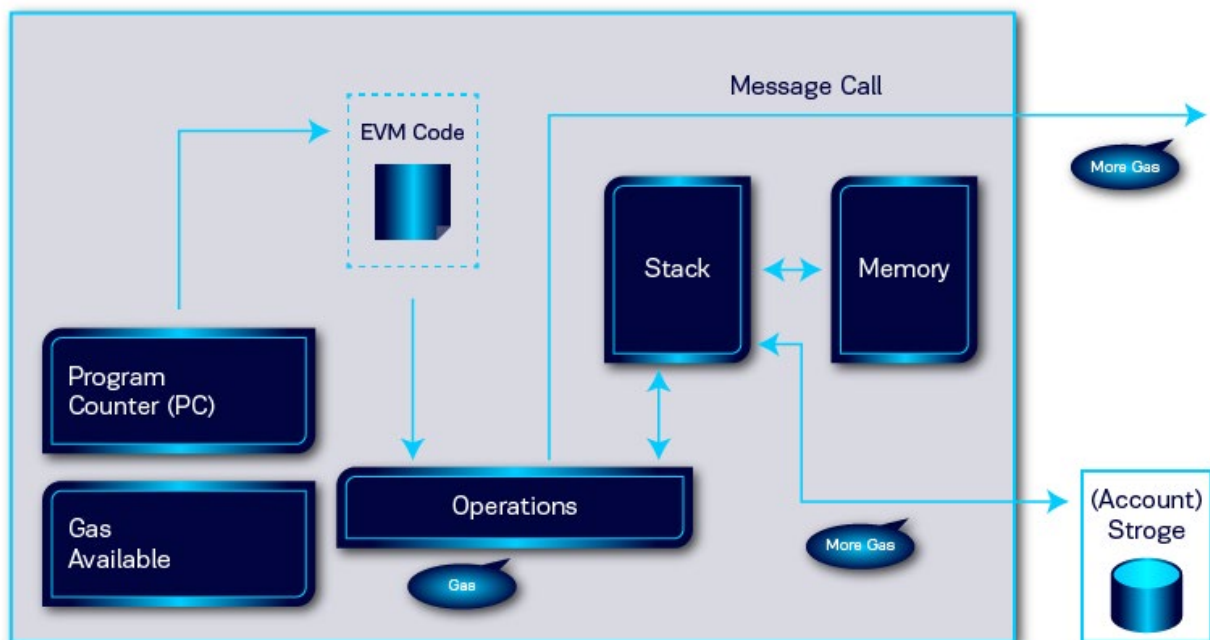 Message Call
EVM Code
More Gas
Stack
Memory
Program
Counter (PC)
Gas
Available
Operations
Gas
More Gas
(Account)
Stroge